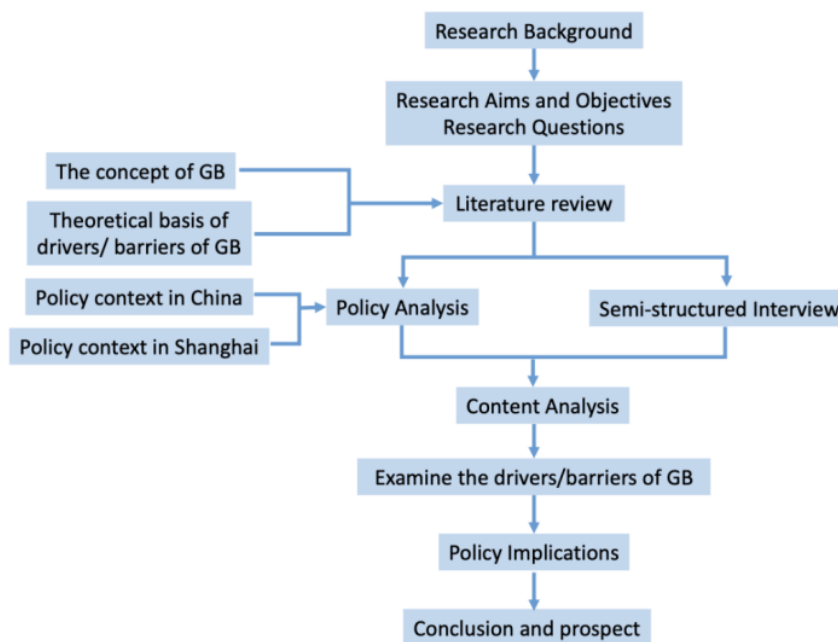 Research Background
Research Aims and Objectives
Research Questions
The concept of GB
Literature review
Theoretical basis of
drivers/ barriers of GB
Policy context in China
Policy Analysis
Semi-structured Interview
Policy context in Shanghai
Content Analysis
Examine the drivers/barriers of GB
Policy Implications
Conclusion and prospect